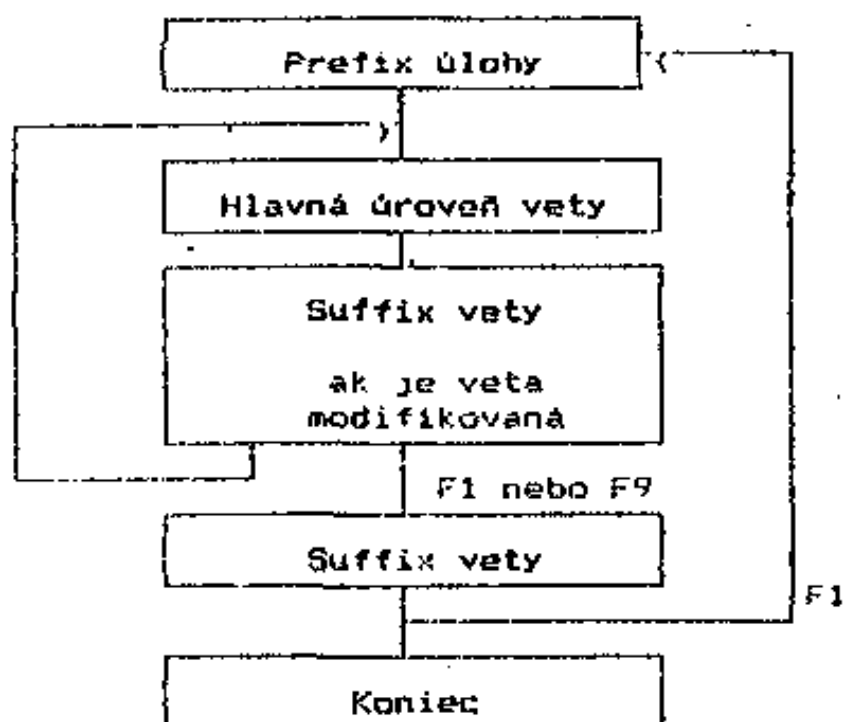 Prefix úlohy
Hlavná úroveň vety
Suffix vety
ak je veta
modifikovaná
F1 nebo F9
Suffix vety
F1
Koniec